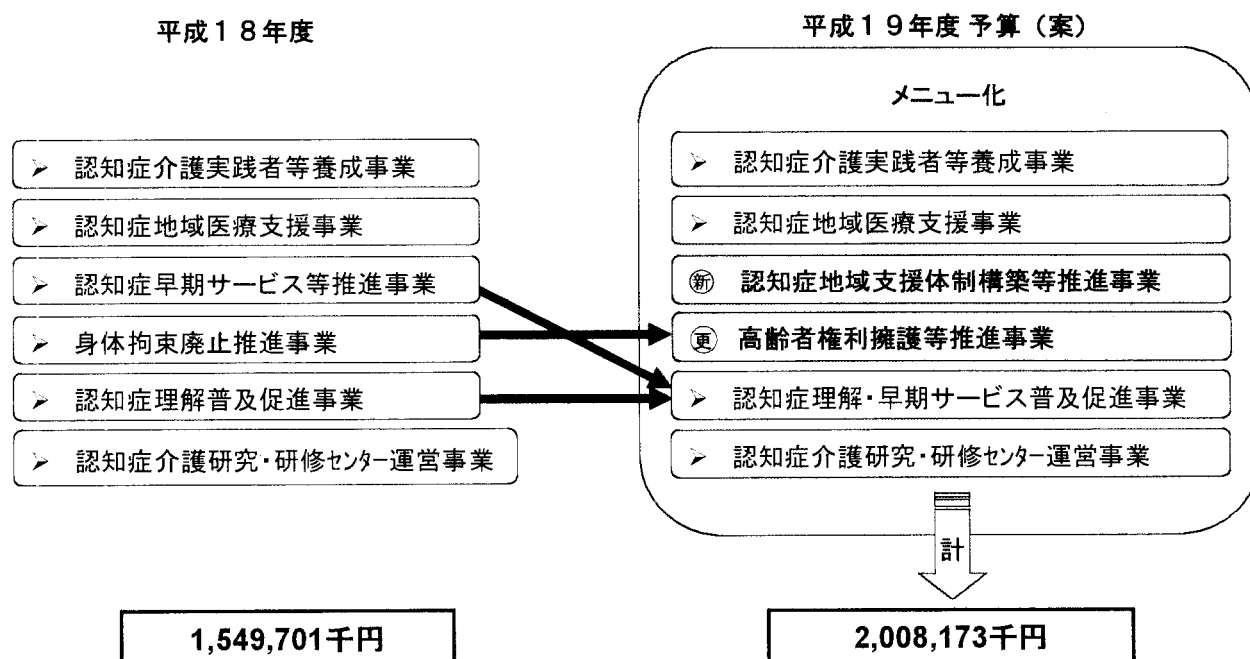 平成１８年度
➢ 認知症介護実践者等養成事業
➢ 認知症地域医療支援事業
➢ 認知症早期サービス等推進事業
➢ 身体拘束廃止推進事業
➢ 認知症理解普及促進事業
➢ 認知症介護研究・研修センター運営事業
1,549,701千円
平成１９年度 予算（案）
メニュー化
➢ 認知症介護実践者等養成事業
➢ 認知症地域医療支援事業
㊟新 認知症地域支援体制構築等推進事業
更 高齢者権利擁護等推進事業
➢ 認知症理解・早期サービス普及促進事業
➢ 認知症介護研究・研修センター運営事業
計
2,008,173千円